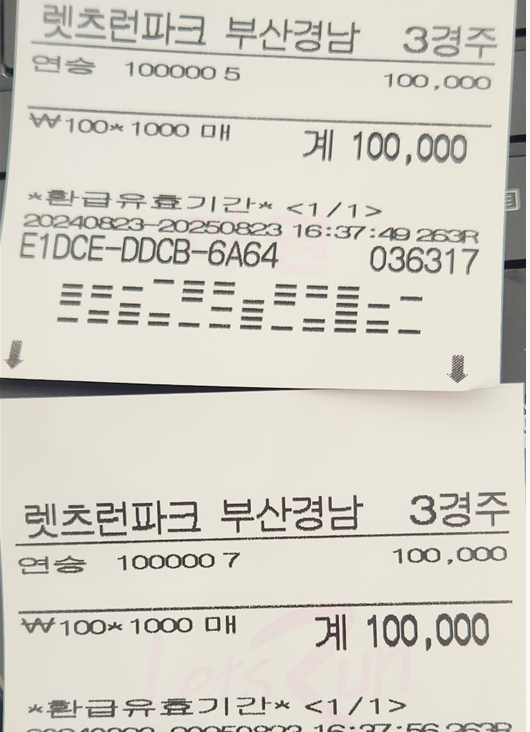 렛츠런파크 부산경남 3경주
연승 100000 5 100,000
₩100*1000 매 계 100,000
*환급유효기간* <1/1>
20240823-20250823 16:37:49 263R
E1DCE-DDCB-6A64 036317
렛츠런파크 부산경남 3경주
연승 100000 7 100,000
₩100*1000 매 계 100,000
Lets Run
*환급유효기간* <1/1>
16:37:56 263R